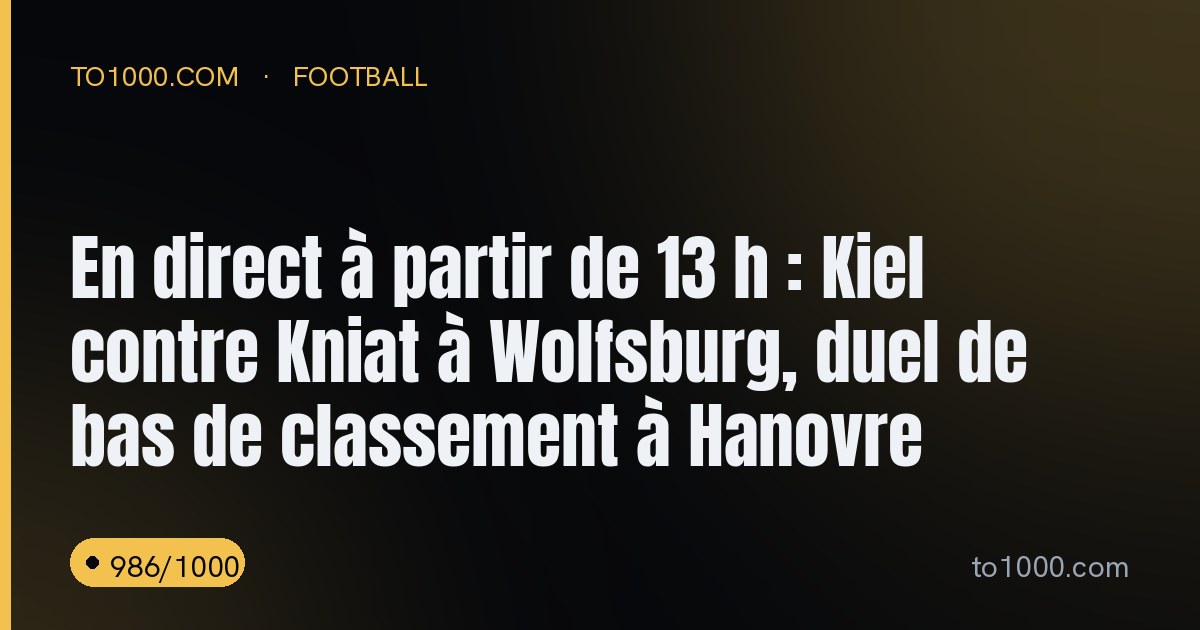 TO1000.COM · FOOTBALL
En direct à partir de 13 h : Kiel
contre Kniat à Wolfsburg, duel de
bas de classement à Hanovre
986/1000
to1000.com